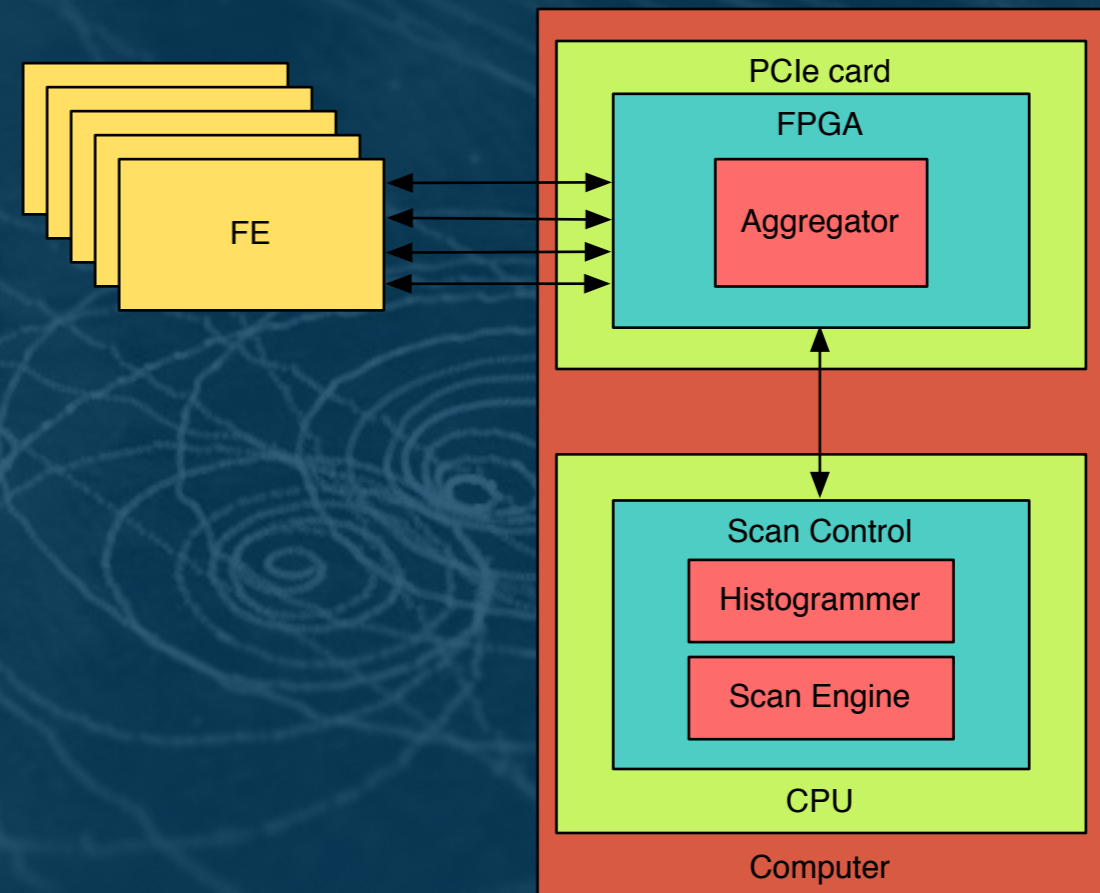 PCIe card
FPGA
Aggregator
FE
Scan Control
Histogrammer
Scan Engine
CPU
Computer